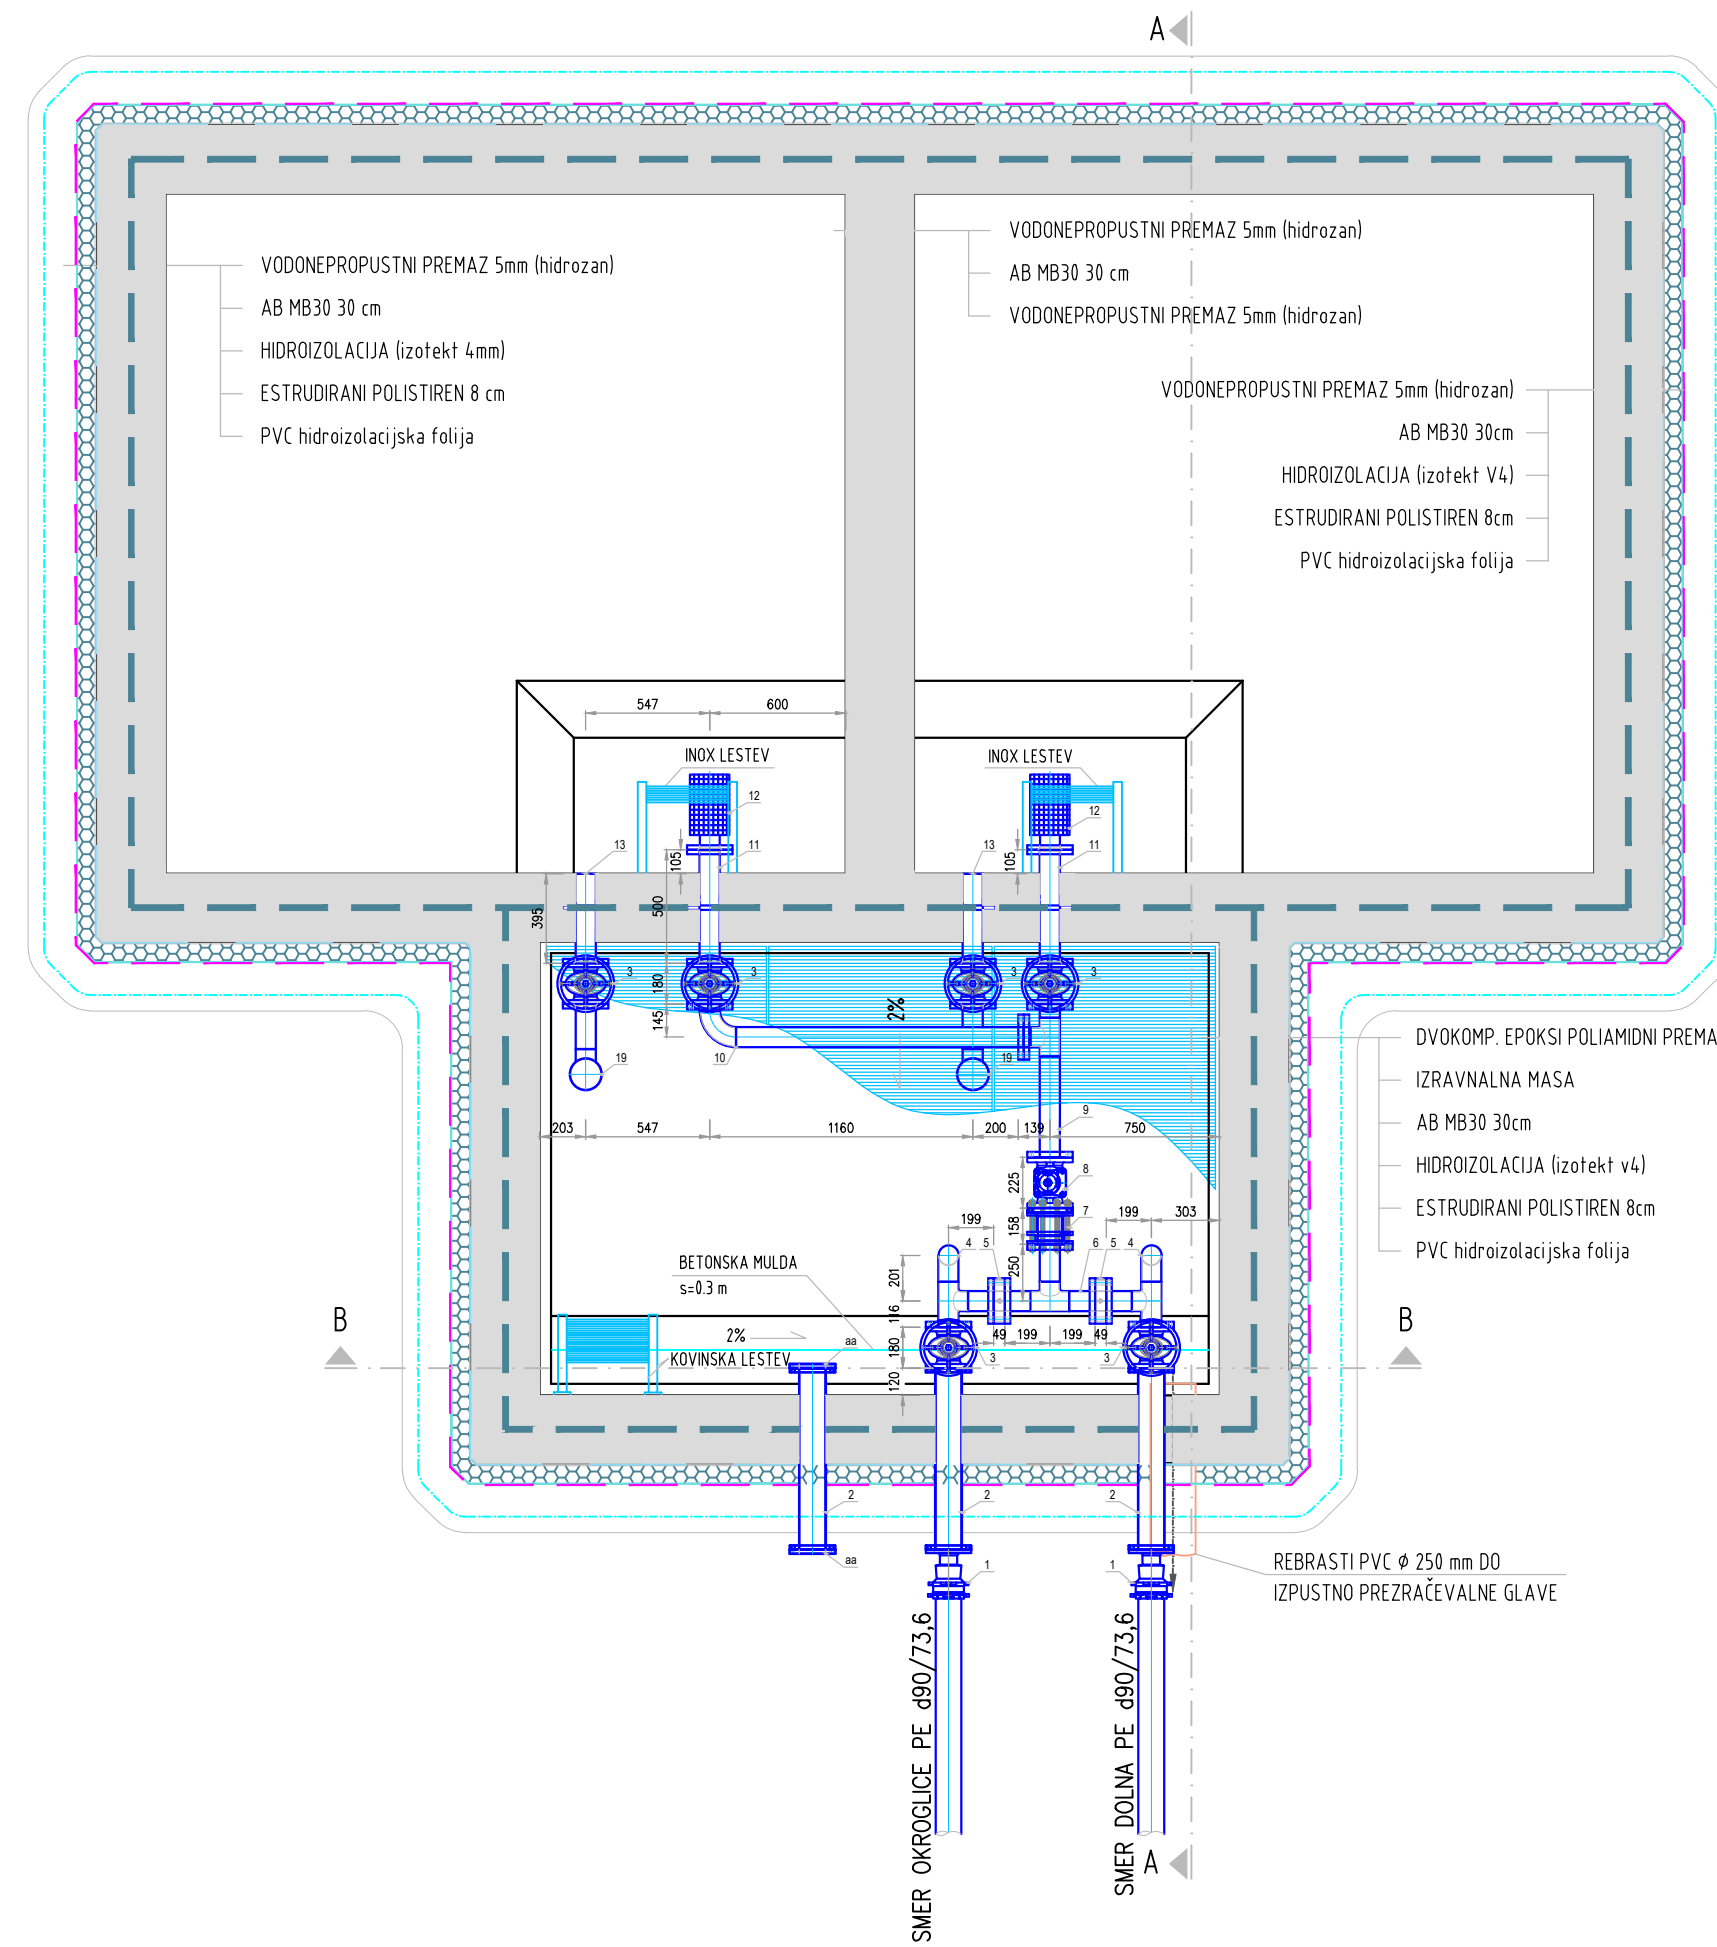 A
VODONEPROPUSTNI PREMAZ 5mm (hidrozan)
AB MB30 30 cm
HIDROIZOLACIJA (izotekt 4mm)
ESTRUDIRANI POLISTIREN 8 cm
PVC hidroizolacijska folija
VODONEPROPUSTNI PREMAZ 5mm (hidrozan)
AB MB30 30 cm
VODONEPROPUSTNI PREMAZ 5mm (hidrozan)
VODONEPROPUSTNI PREMAZ 5mm (hidrozan)
AB MB30 30cm
HIDROIZOLACIJA (izotekt V4)
ESTRUDIRANI POLISTIREN 8cm
PVC hidroizolacijska folija
547
600
INOX LESTEV
INOX LESTEV
12
12
13
105
11
13
105
11
395
500
3
180
3
3
3
145
2%
19
10
19
DVOKOMP. EPOKSI POLIAMIDNI PREMA
IZRAVNALNA MASA
AB MB30 30cm
HIDROIZOLACIJA (izotekt v4)
ESTRUDIRANI POLISTIREN 8cm
PVC hidroizolacijska folija
9
203
547
1160
200
139
750
225
8
199
158
7
199
303
4
5
6
5
4
250
201
BETONSKA MULDA
s=0.3 m
B
2%
116
49
199
199
49
B
aa
180
3
3
KOVINSKA LESTEV
120
2
2
2
aa
1
1
REBRASTI PVC ϕ 250 mm DO
IZPUSTNO PREZRAČEVALNE GLAVE
SMER OKROGLICE PE d90/73,6
SMER DOLNA PE d90/73,6
A